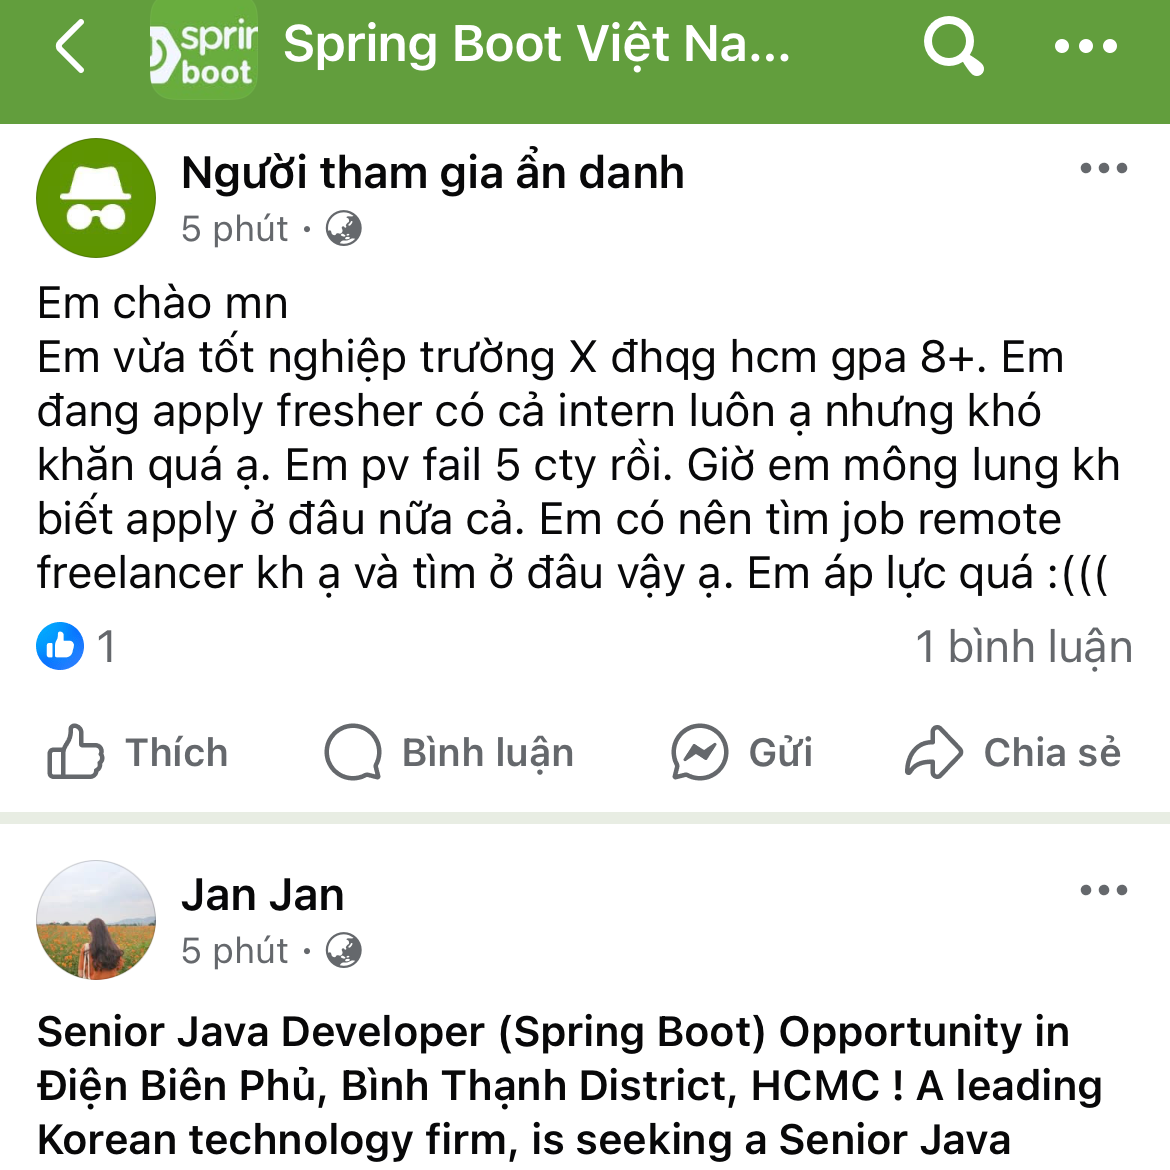 sprin
boot
Spring Boot Việt Na...
Người tham gia ẩn danh
5 phút ·
Em chào mn
Em vừa tốt nghiệp trường X đhqg hcm gpa 8+. Em
đang apply fresher có cả intern luôn ạ nhưng khó
khăn quá ạ. Em pv fail 5 cty rồi. Giờ em mông lung kh
biết apply ở đâu nữa cả. Em có nên tìm job remote
freelancer kh ạ và tìm ở đâu vậy ạ. Em áp lực quá :(((
1
1 bình luận
Thích
Bình luận
Gửi
Chia sẻ
Jan Jan
5 phút ·
Senior Java Developer (Spring Boot) Opportunity in
Điện Biên Phủ, Bình Thạnh District, HCMC ! A leading
Korean technology firm, is seeking a Senior Java